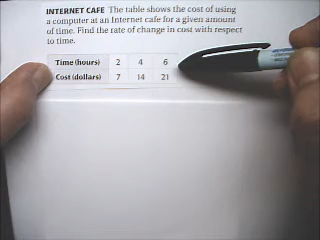 INTERNET CAFE The table shows the cost of using
a computer at an Internet cafe for a given amount
of time. Find the rate of change in cost with respect
to time.
Time (hours) 2 4 6
Cost (dollars) 7 14 21